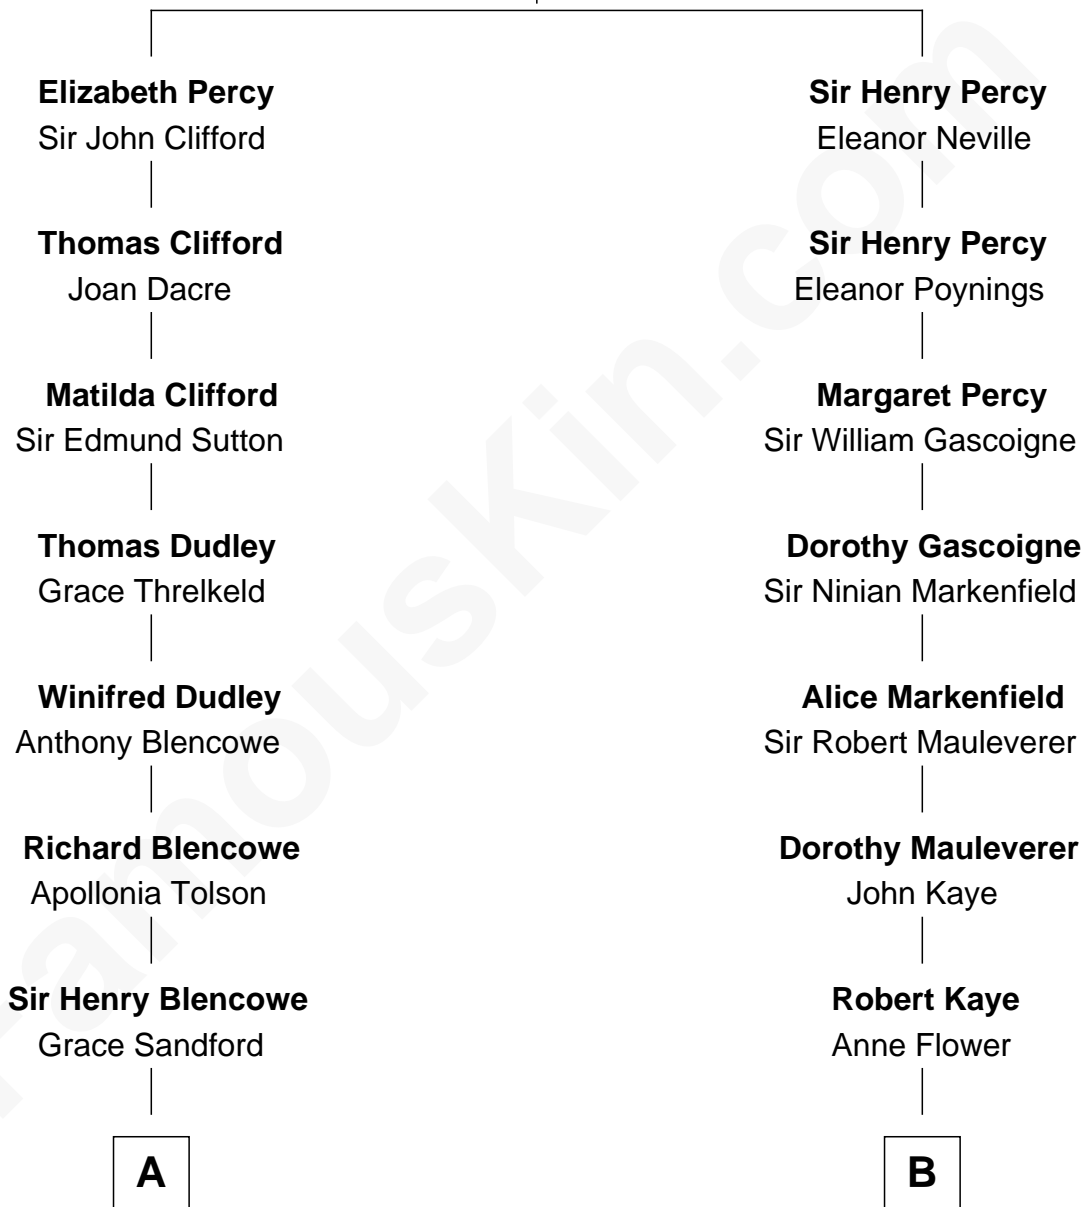 Elizabeth Percy
Sir John Clifford
Thomas Clifford
Joan Dacre
Matilda Clifford
Sir Edmund Sutton
Thomas Dudley
Grace Threlkeld
Winifred Dudley
Anthony Blencowe
Richard Blencowe
Apollonia Tolson
Sir Henry Blencowe
Grace Sandford
A
Sir Henry Percy
Eleanor Neville
Sir Henry Percy
Eleanor Poynings
Margaret Percy
Sir William Gascoigne
Dorothy Gascoigne
Sir Ninian Markenfield
Alice Markenfield
Sir Robert Mauleverer
Dorothy Mauleverer
John Kaye
Robert Kaye
Anne Flower
B
FamousKin.com